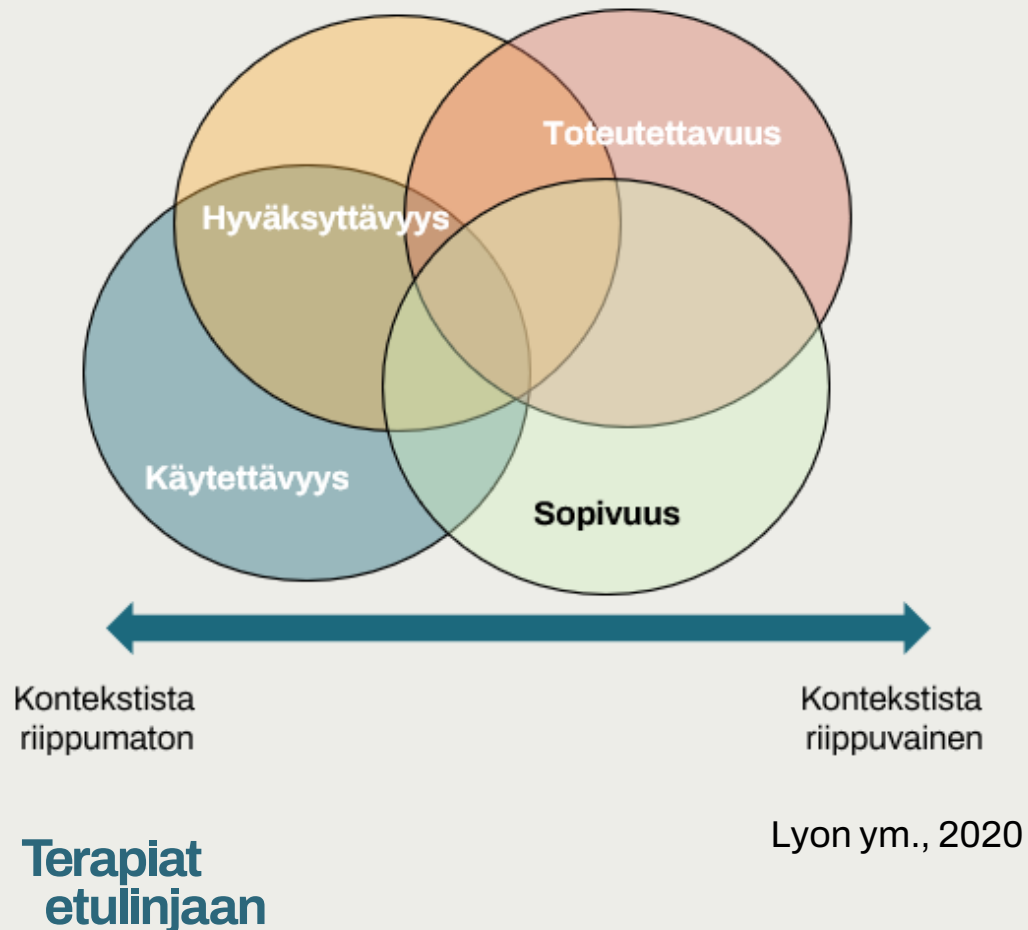 Toteutettavuus
Hyväksyttävyys
Käytettävyys
Sopivuus
Kontekstista
riippumaton
Kontekstista
riippuvainen
Lyon ym., 2020
Terapiat
etulinjaan